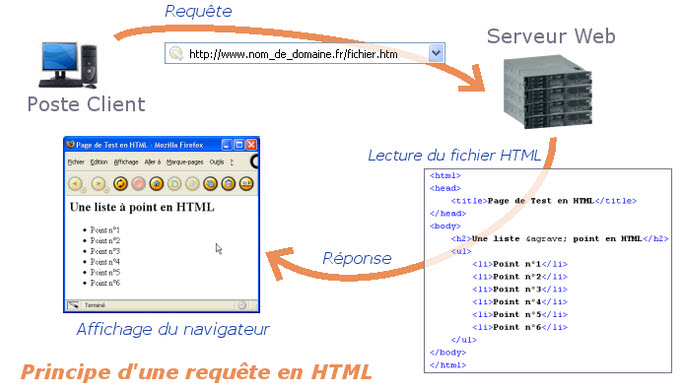 Requête
http://www.nom_de_domaine.fr/fichier.htm
Serveur Web
Poste Client
Page de Test en HTML - Mozilla Firefox
Fichier Edition Affichage Aller à Marque-pages Outils ?
Une liste à point en HTML
• Point n°1
• Point n°2
• Point n°3
• Point n°4
• Point n°5
• Point n°6
Terminé
Affichage du navigateur
Lecture du fichier HTML
<html>
<head>
<title>Page de Test en HTML</title>
</head>
<body>
<h2>Une liste &agrave; point en HTML</h2>
<ul>
<li>Point n°1</li>
<li>Point n°2</li>
<li>Point n°3</li>
<li>Point n°4</li>
<li>Point n°5</li>
<li>Point n°6</li>
</ul>
</body>
</html>
Réponse
Principe d'une requête en HTML